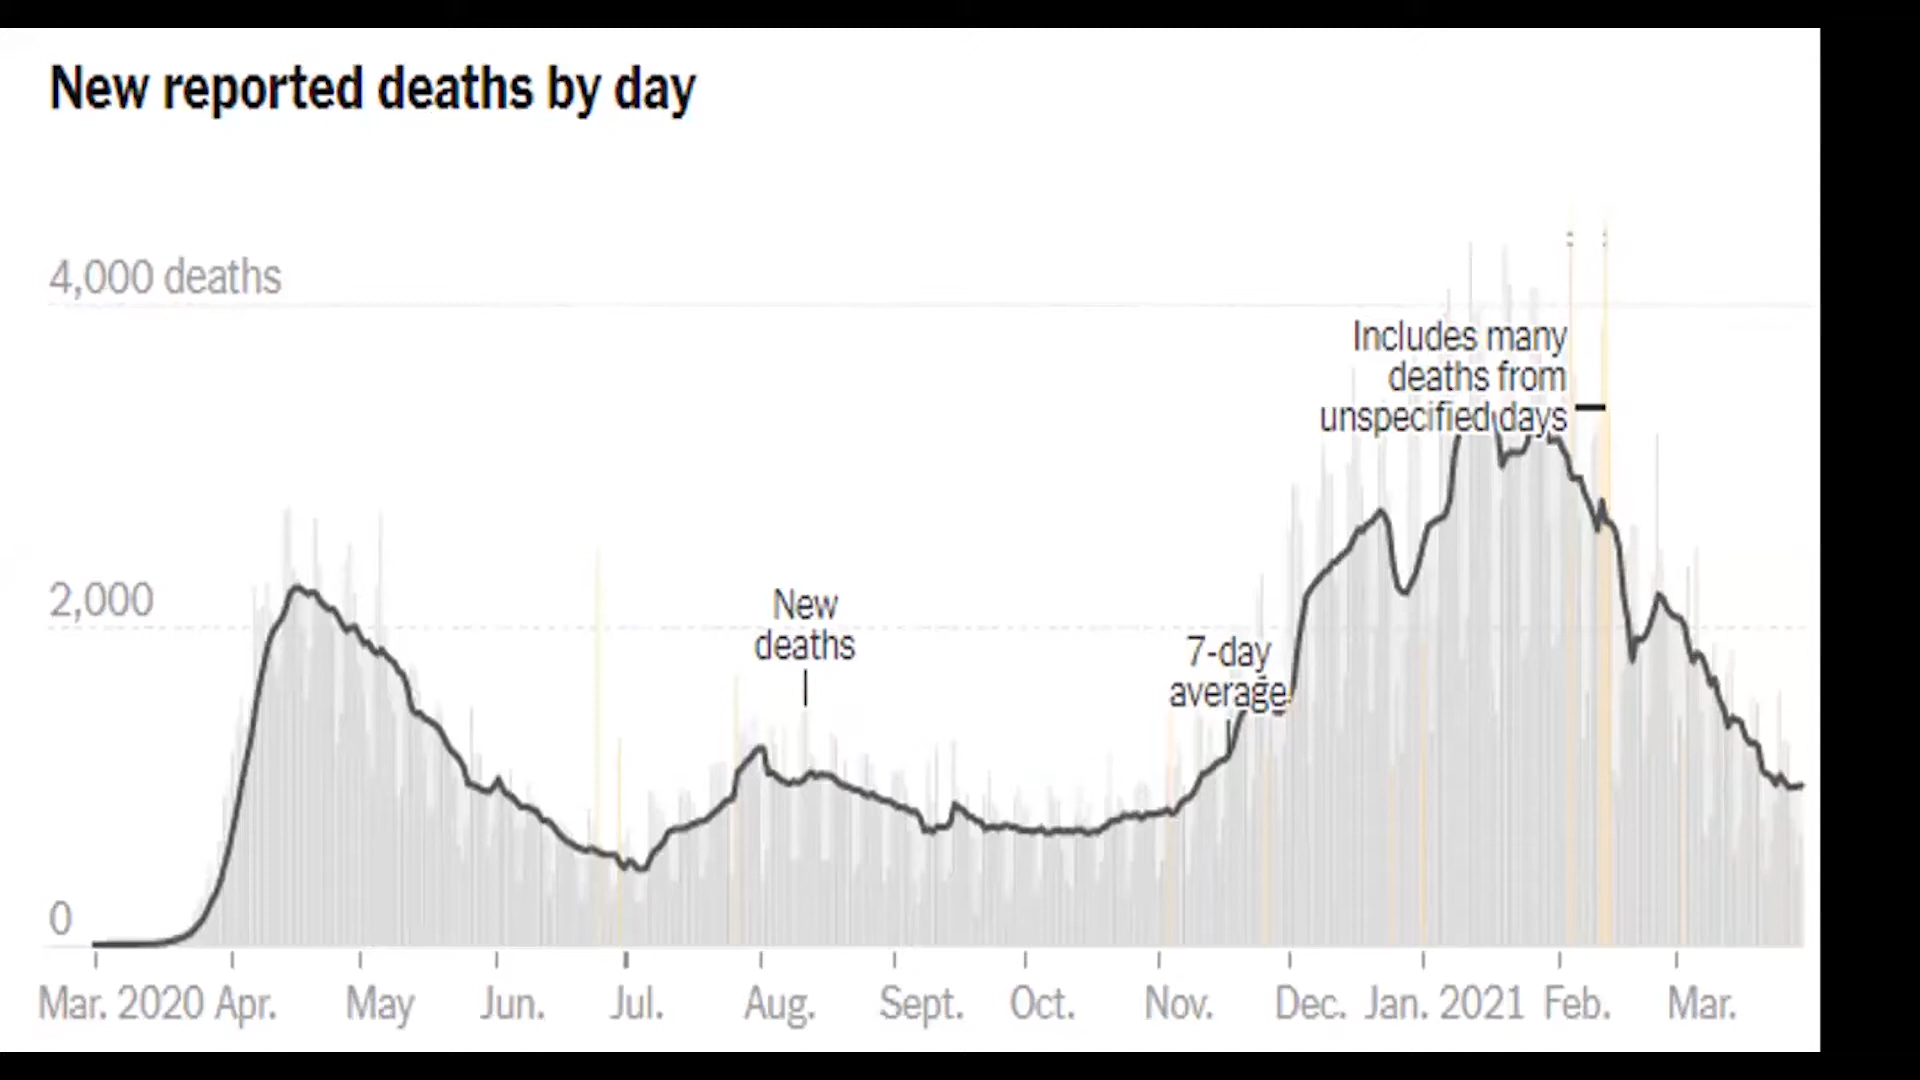 New reported deaths by day
4,000 deaths
Includes many
deaths from
unspecified days
2,000
New
deaths
7-day
average
0
Mar. 2020 Apr. May Jun. Jul. Aug. Sept. Oct. Nov. Dec. Jan. 2021 Feb. Mar.